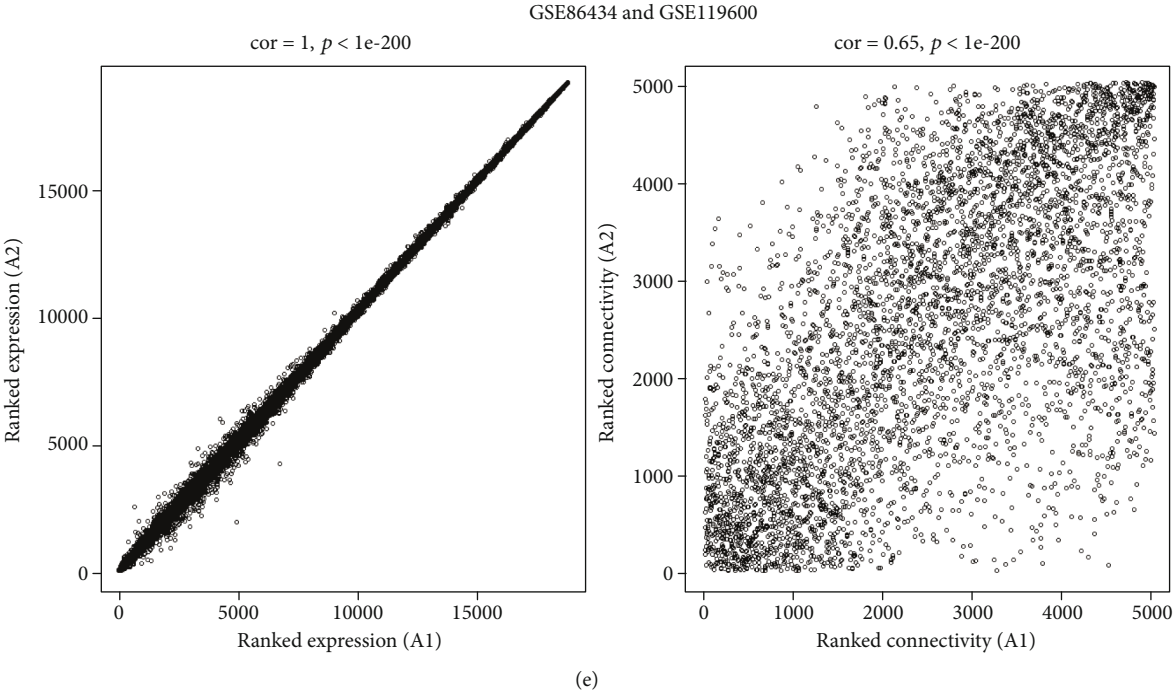 GSE86434 and GSE119600
cor = 1, p < 1e-200
15000
10000
5000
0
Ranked expression (A2)
0 5000 10000 15000
Ranked expression (A1)
cor = 0.65, p < 1e-200
5000
4000
3000
2000
1000
0
Ranked connectivity (A2)
0 1000 2000 3000 4000 5000
Ranked connectivity (A1)
(e)